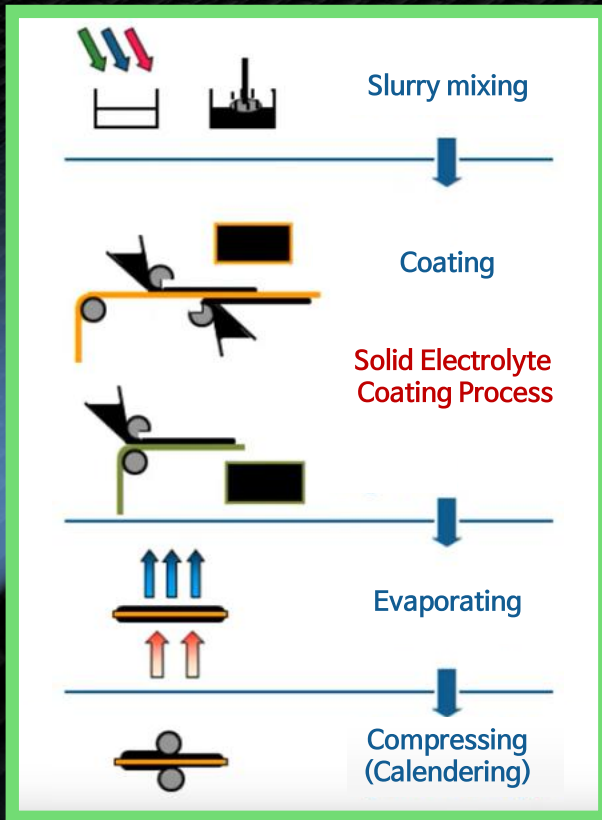 Slurry mixing
Coating
Solid Electrolyte
Coating Process
Evaporating
Compressing
(Calendering)